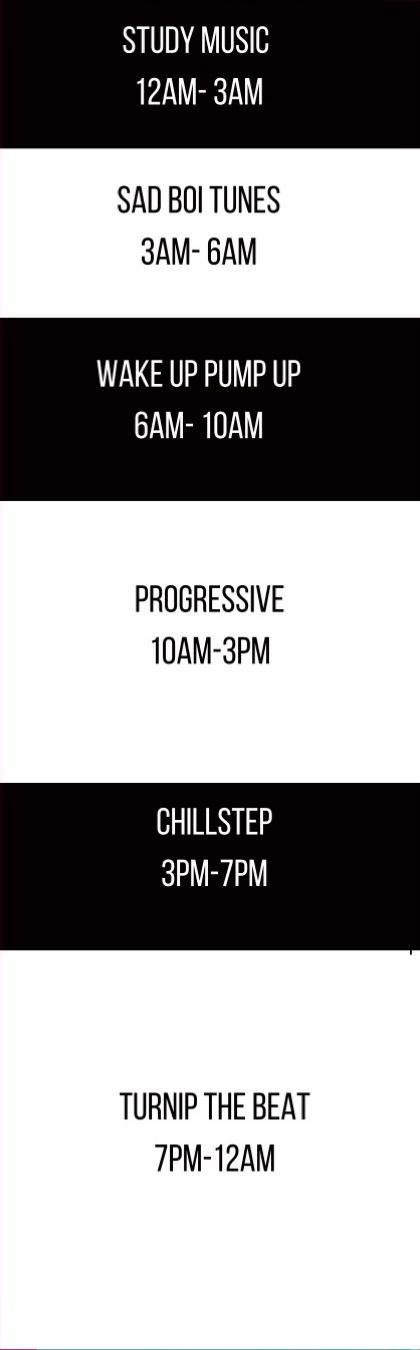 STUDY MUSIC
12AM- 3AM
SAD BOI TUNES
3AM- 6AM
WAKE UP PUMP UP
6AM- 10AM
PROGRESSIVE
10AM-3PM
CHILLSTEP
3PM-7PM
TURNIP THE BEAT
7PM-12AM